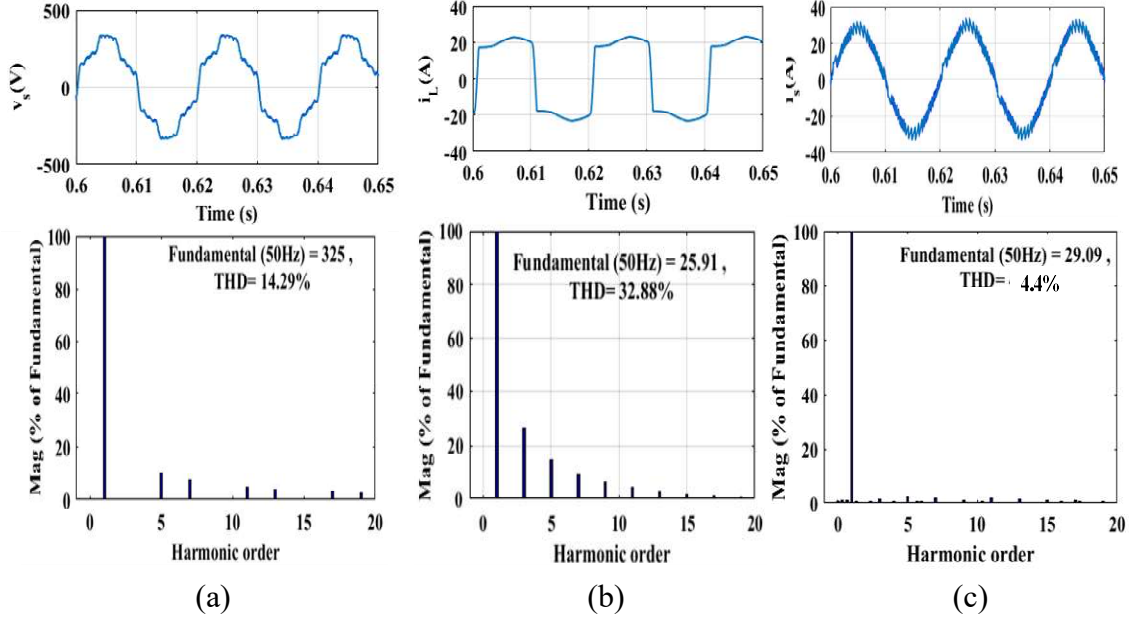 500
0
-500
v_s(V)
0.6 0.61 0.62 0.63 0.64 0.65
Time (s)
40
20
0
-20
-40
i_L(A)
0.6 0.61 0.62 0.63 0.64 0.65
Time (s)
40
20
0
-20
-40
i_s(A)
0.6 0.61 0.62 0.63 0.64 0.65
Time (s)
100
80
60
40
20
0
Mag (% of Fundamental)
Fundamental (50Hz) = 325 ,
THD= 14.29%
0 5 10 15 20
Harmonic order
100
80
60
40
20
0
Mag (% of Fundamental)
Fundamental (50Hz) = 25.91 ,
THD= 32.88%
0 5 10 15 20
Harmonic order
100
80
60
40
20
0
Mag (% of Fundamental)
Fundamental (50Hz) = 29.09 ,
THD= 4.4%
0 5 10 15 20
Harmonic order
(a)
(b)
(c)